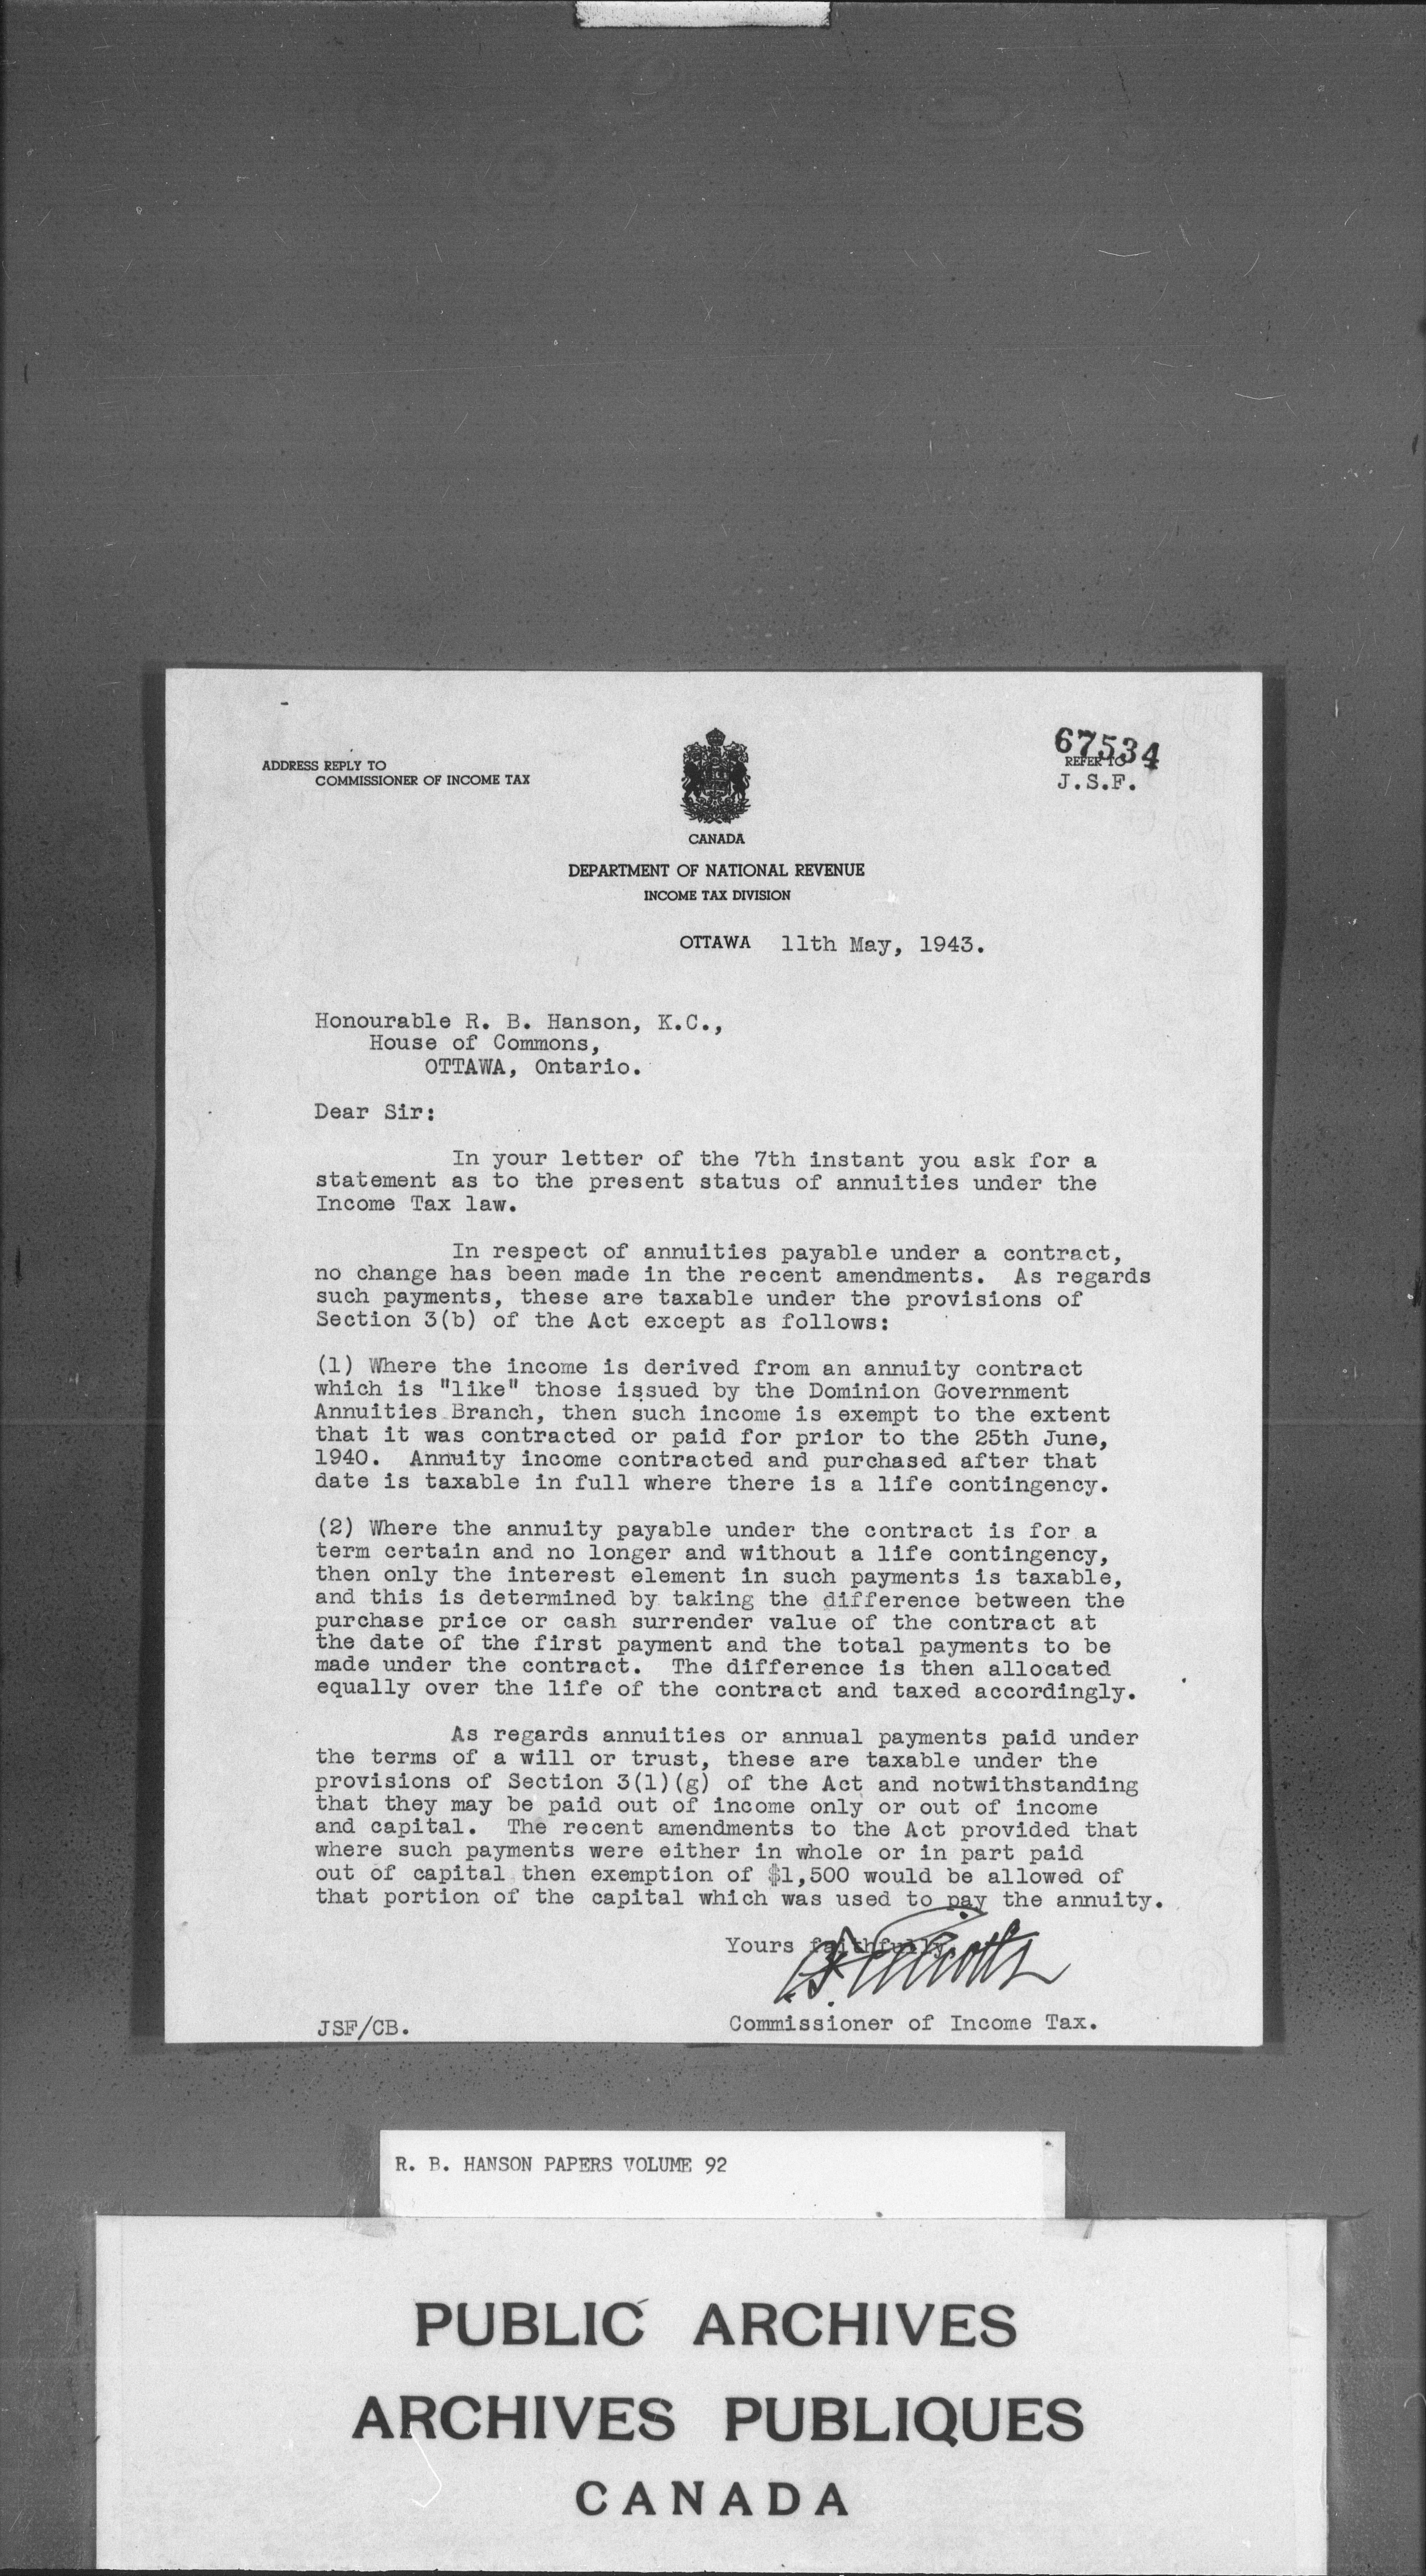 67534
ADDRESS REPLY TO
COMMISSIONER OF INCOME TAX
REFER TO
J.S.F.
CANADA
DEPARTMENT OF NATIONAL REVENUE
INCOME TAX DIVISION
OTTAWA 11th May, 1943.
Honourable R. B. Hanson, K.C.,
House of Commons,
OTTAWA, Ontario.
Dear Sir:
In your letter of the 7th instant you ask for a
statement as to the present status of annuities under the
Income Tax law.
In respect of annuities payable under a contract,
no change has been made in the recent amendments. As regards
such payments, these are taxable under the provisions of
Section 3(b) of the Act except as follows:
(1) Where the income is derived from an annuity contract
which is "like" those issued by the Dominion Government
Annuities Branch, then such income is exempt to the extent
that it was contracted or paid for prior to the 25th June,
1940. Annuity income contracted and purchased after that
date is taxable in full where there is a life contingency.
(2) Where the annuity payable under the contract is for a
term certain and no longer and without a life contingency,
then only the interest element in such payments is taxable,
and this is determined by taking the difference between the
purchase price or cash surrender value of the contract at
the date of the first payment and the total payments to be
made under the contract. The difference is then allocated
equally over the life of the contract and taxed accordingly.
As regards annuities or annual payments paid under
the terms of a will or trust, these are taxable under the
provisions of Section 3(1)(g) of the Act and notwithstanding
that they may be paid out of income only or out of income
and capital. The recent amendments to the Act provided that
where such payments were either in whole or in part paid
out of capital then exemption of $1,500 would be allowed of
that portion of the capital which was used to pay the annuity.
Yours faithfully,
Commissioner of Income Tax.
JSF/CB.
R. B. HANSON PAPERS VOLUME 92
PUBLIC ARCHIVES
ARCHIVES PUBLIQUES
CANADA